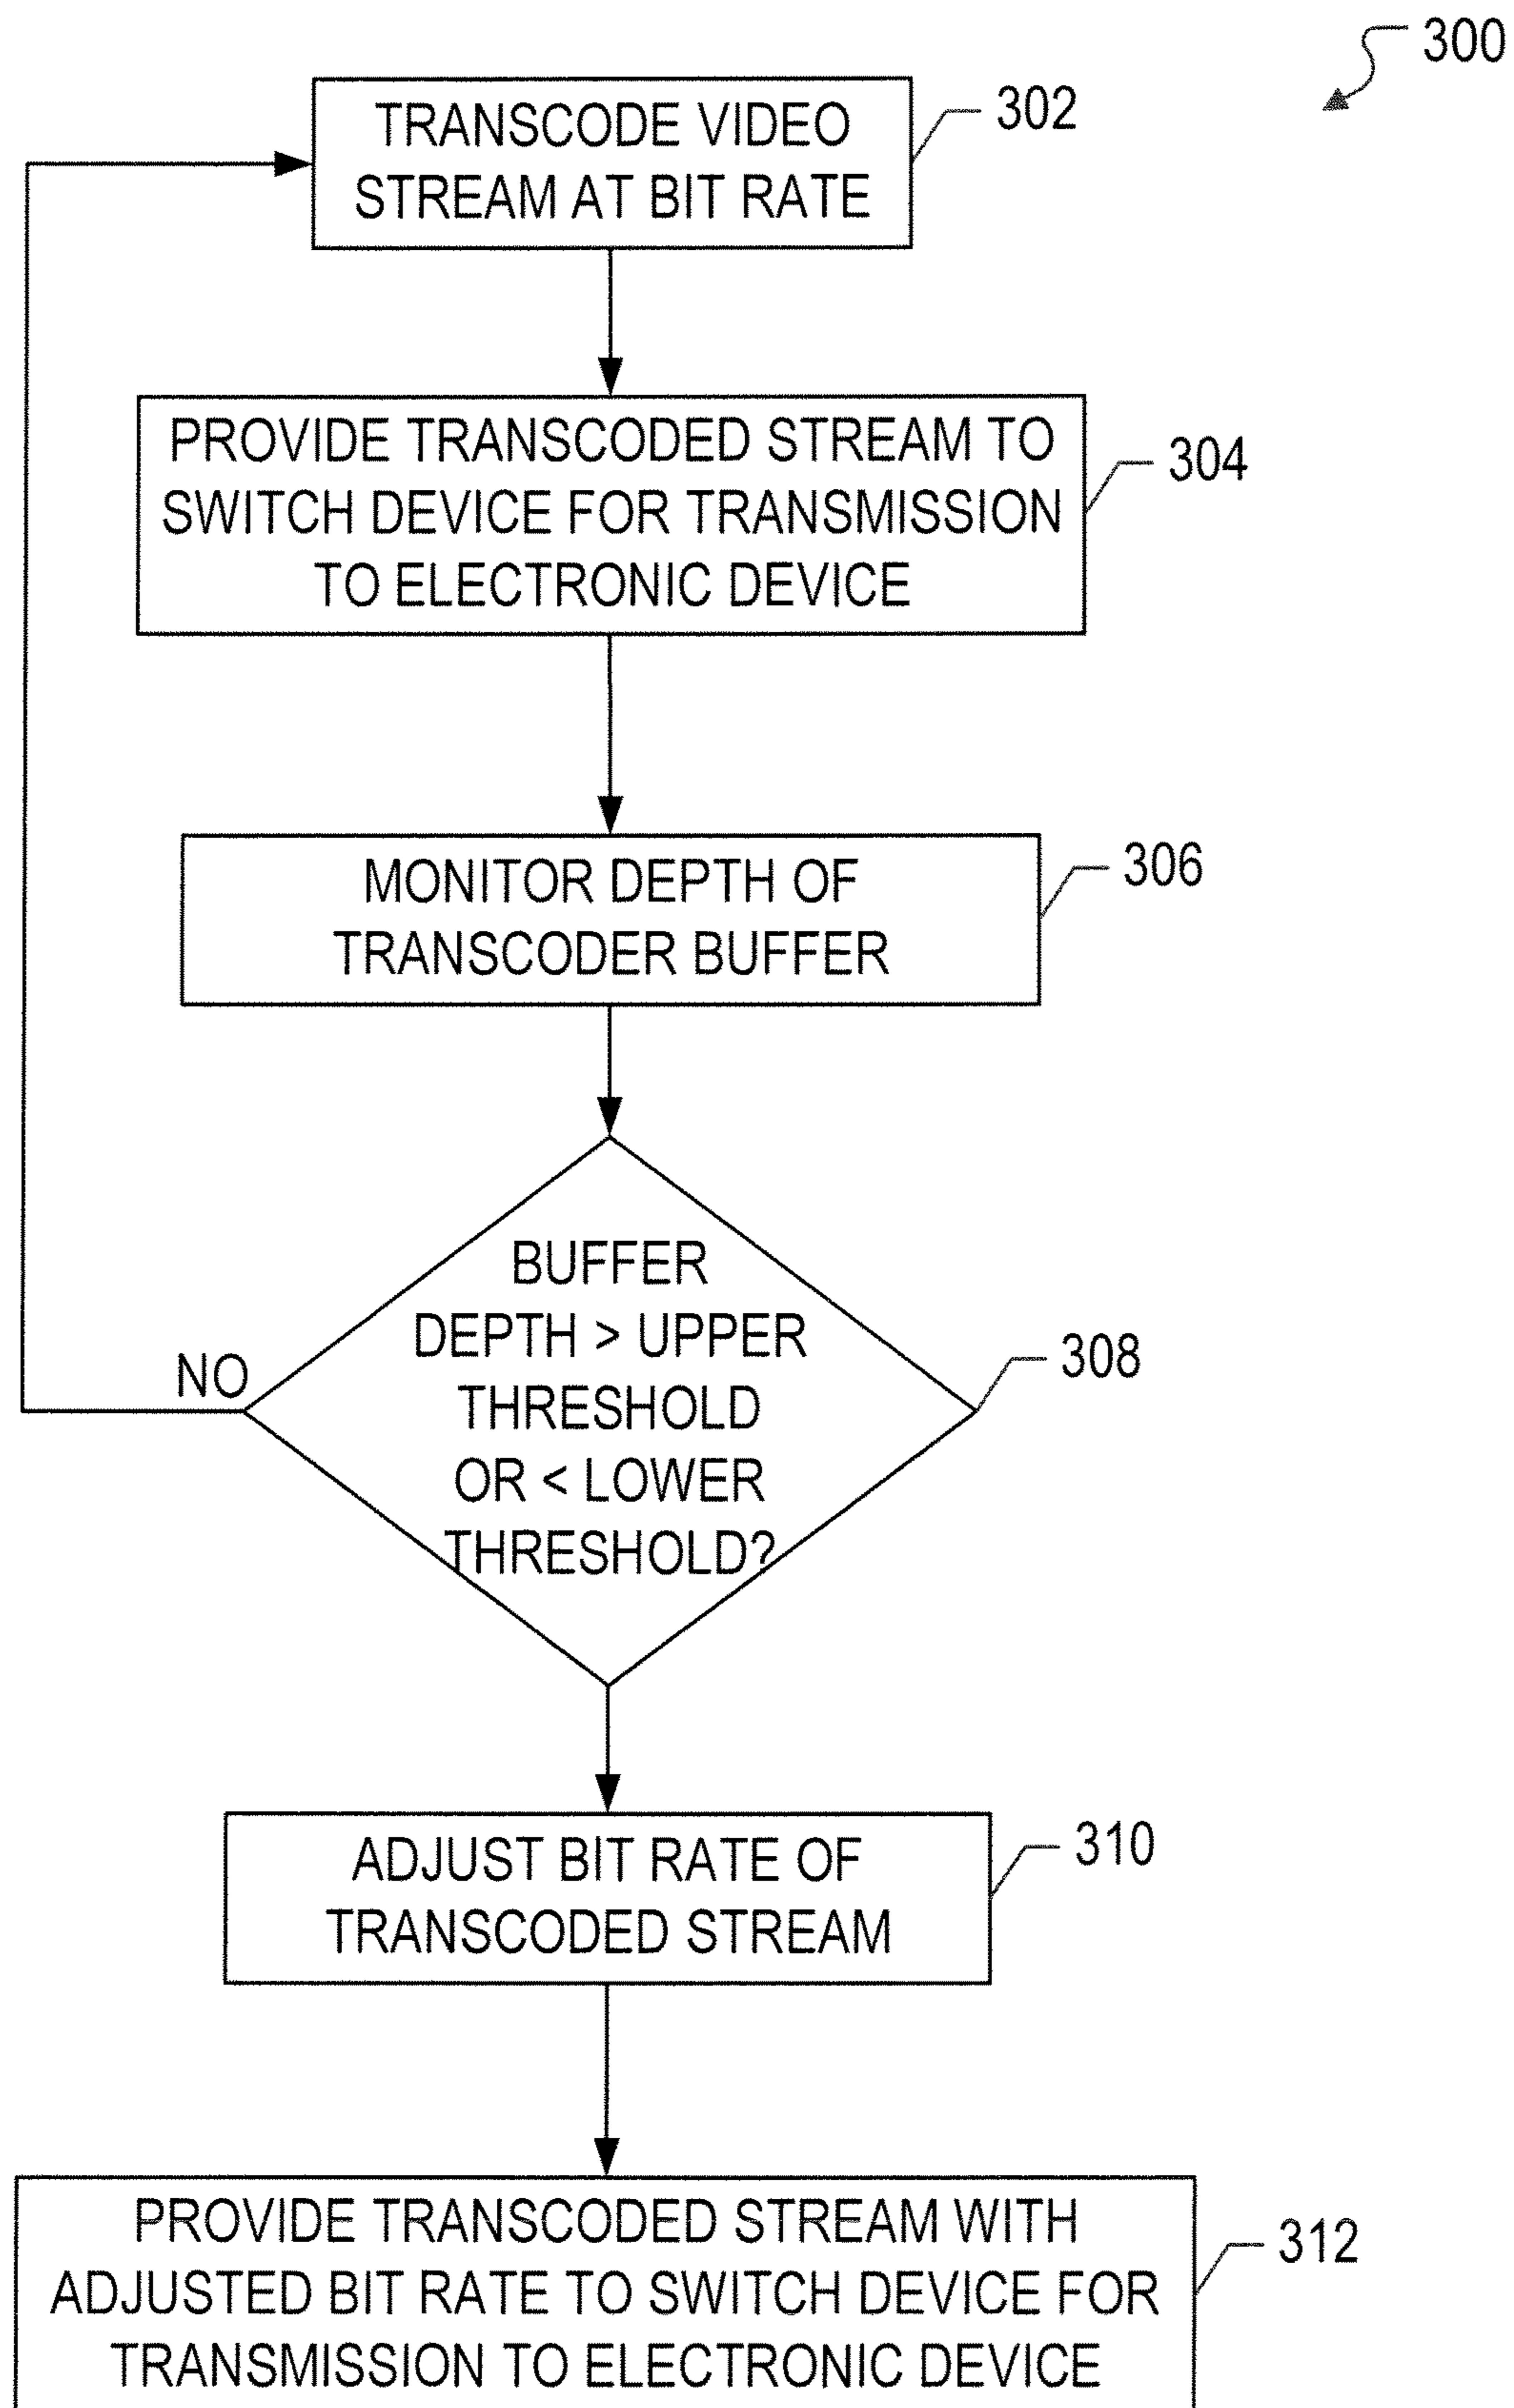 300
TRANSCODE VIDEO
STREAM AT BIT RATE
302
PROVIDE TRANSCODED STREAM TO
SWITCH DEVICE FOR TRANSMISSION
TO ELECTRONIC DEVICE
304
MONITOR DEPTH OF
TRANSCODER BUFFER
306
BUFFER
DEPTH > UPPER
THRESHOLD
OR < LOWER
THRESHOLD?
308
NO
ADJUST BIT RATE OF
TRANSCODED STREAM
310
PROVIDE TRANSCODED STREAM WITH
ADJUSTED BIT RATE TO SWITCH DEVICE FOR
TRANSMISSION TO ELECTRONIC DEVICE
312